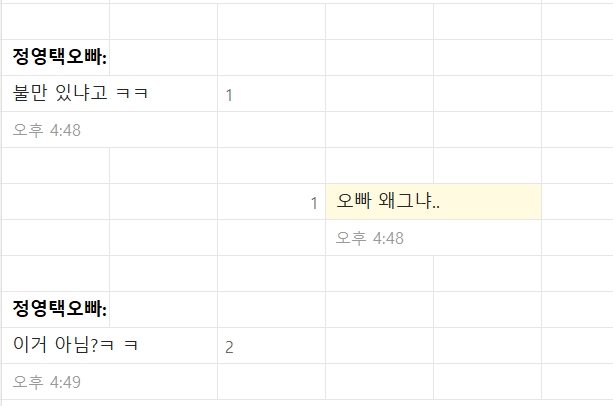 정영택오빠:
불만 있냐고 ㅋㅋ 1
오후 4:48
1 오빠 왜그냐..
오후 4:48
정영택오빠:
이거 아님?ㅋ ㅋ 2
오후 4:49